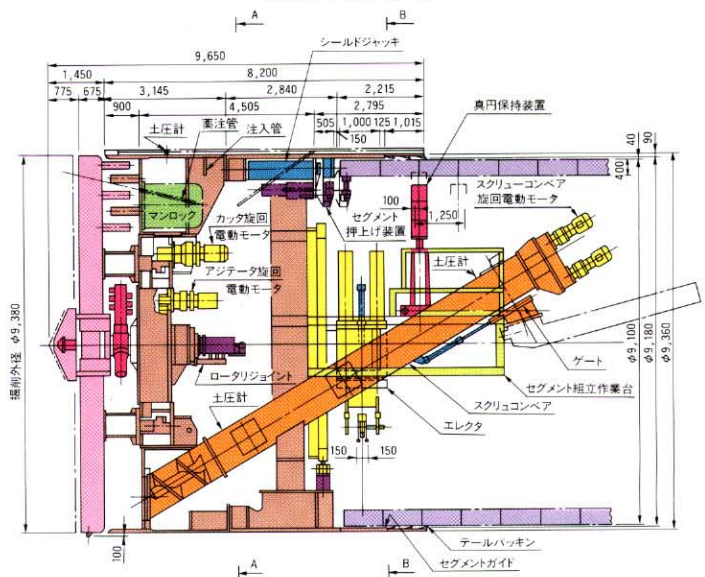 A
B
シールドジャッキ
9,650
1,450
8,200
775
675
3,145
2,840
2,215
900
4,505
2,795
505
1,000
125
1,015
150
土圧計
薬注管
注入管
真円保持装置
40
90
400
マンロック
100
1,250
スクリューコンベア
旋回電動モータ
カッタ旋回
電動モータ
セグメント
押上げ装置
アジテータ旋回
電動モータ
土圧計
掘削外径 φ9,380
φ9,100
φ9,180
φ9,360
ゲート
ロータリジョイント
土圧計
セグメント組立作業台
スクリュコンベア
エレクタ
150
150
100
テールパッキン
セグメントガイド
A
B